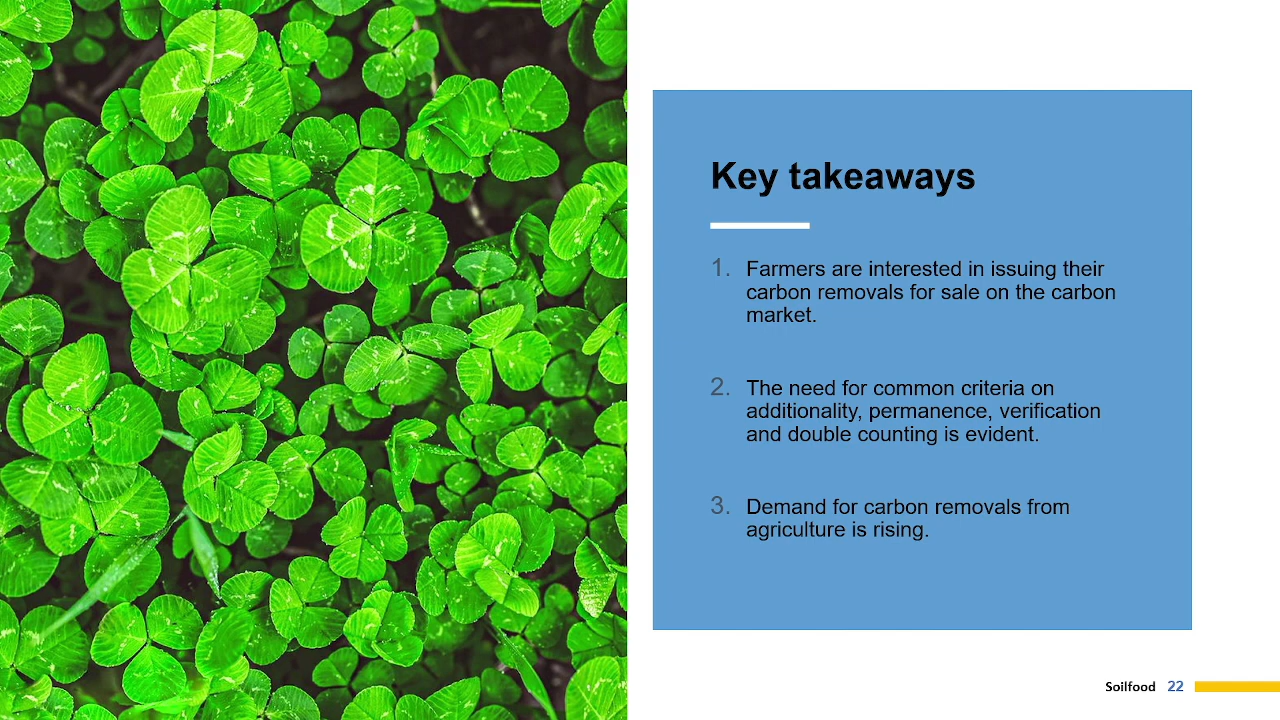 Key takeaways
1. Farmers are interested in issuing their
carbon removals for sale on the carbon
market.
2. The need for common criteria on
additionality, permanence, verification
and double counting is evident.
3. Demand for carbon removals from
agriculture is rising.
Soilfood 22